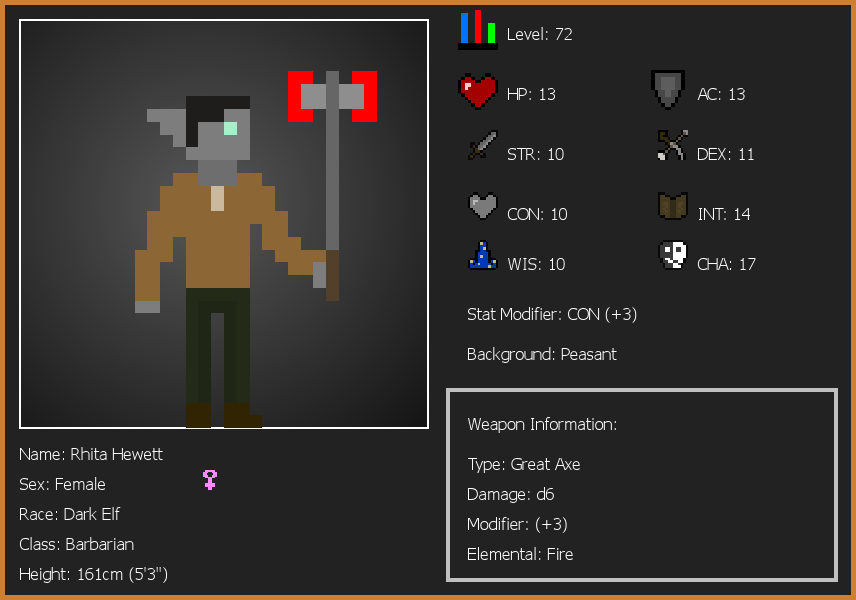 Level: 72
HP: 13
AC: 13
STR: 10
DEX: 11
CON: 10
INT: 14
WIS: 10
CHA: 17
Stat Modifier: CON (+3)
Background: Peasant
Weapon Information:
Type: Great Axe
Damage: d6
Modifier: (+3)
Elemental: Fire
Name: Rhita Hewett
Sex: Female
Race: Dark Elf
Class: Barbarian
Height: 161cm (5'3")